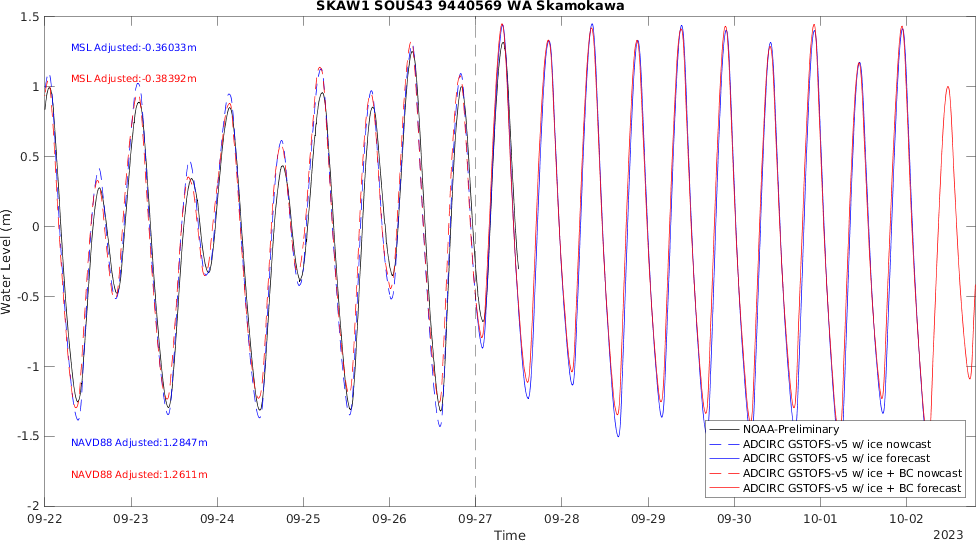 SKAW1 SOUS43 9440569 WA Skamokawa
1.5
1
0.5
0
-0.5
-1
-1.5
-2
Water Level (m)
MSL Adjusted:-0.36033m
MSL Adjusted:-0.38392m
NAVD88 Adjusted:1.2847m
NAVD88 Adjusted:1.2611m
NOAA-Preliminary
ADCIRC GSTOFS-v5 w/ ice nowcast
ADCIRC GSTOFS-v5 w/ ice forecast
ADCIRC GSTOFS-v5 w/ ice + BC nowcast
ADCIRC GSTOFS-v5 w/ ice + BC forecast
09-22 09-23 09-24 09-25 09-26 09-27 09-28 09-29 09-30 10-01 10-02
Time
2023